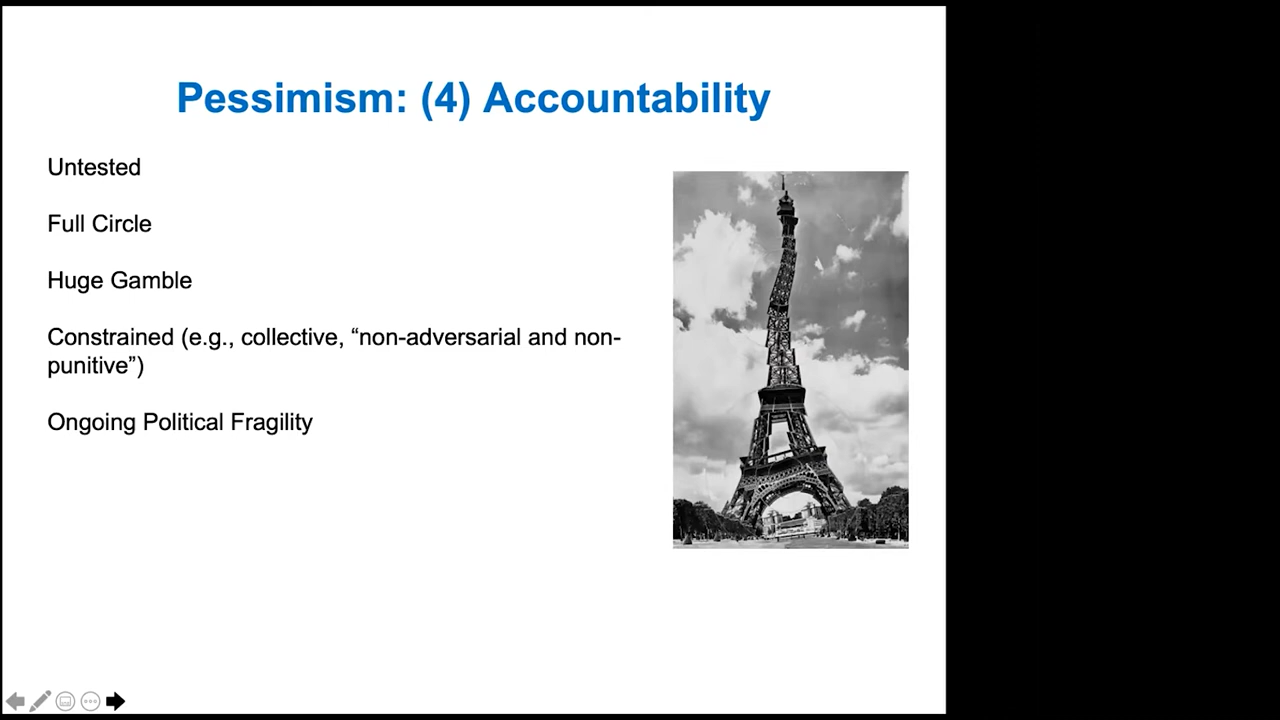 Pessimism: (4) Accountability
Untested
Full Circle
Huge Gamble
Constrained (e.g., collective, “non-adversarial and non-
punitive”)
Ongoing Political Fragility